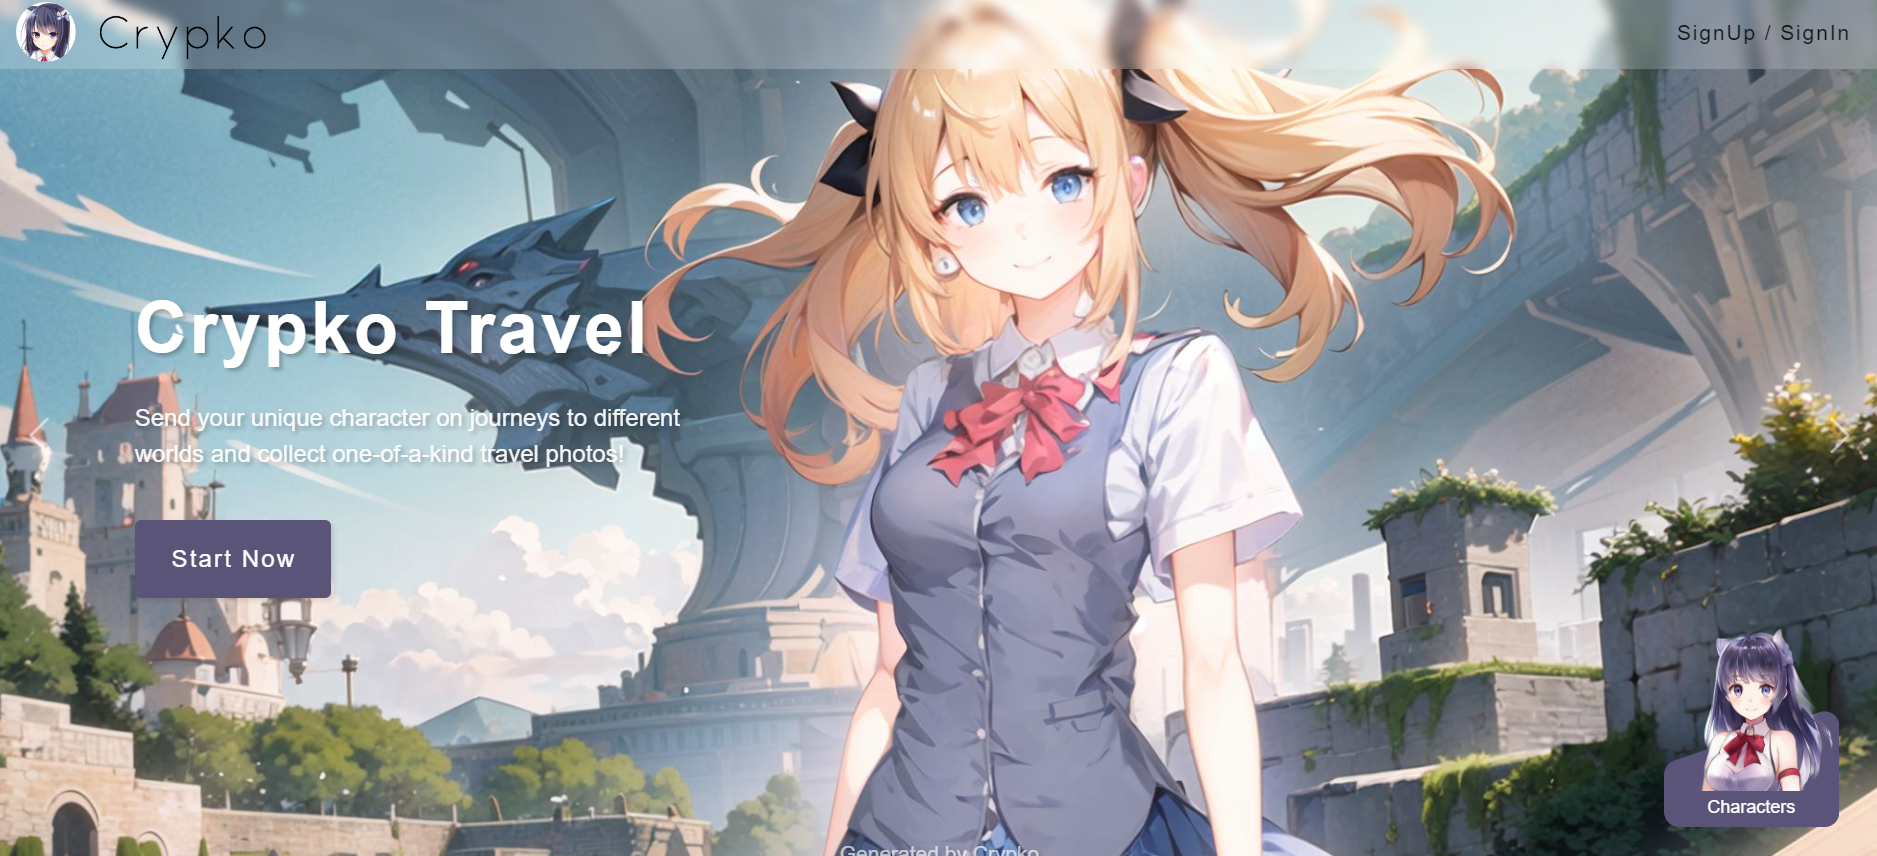 Crypko
SignUp / SignIn
Crypko Travel
Send your unique character on journeys to different
worlds and collect one-of-a-kind travel photos!
Start Now
Characters
Generated by Crypko